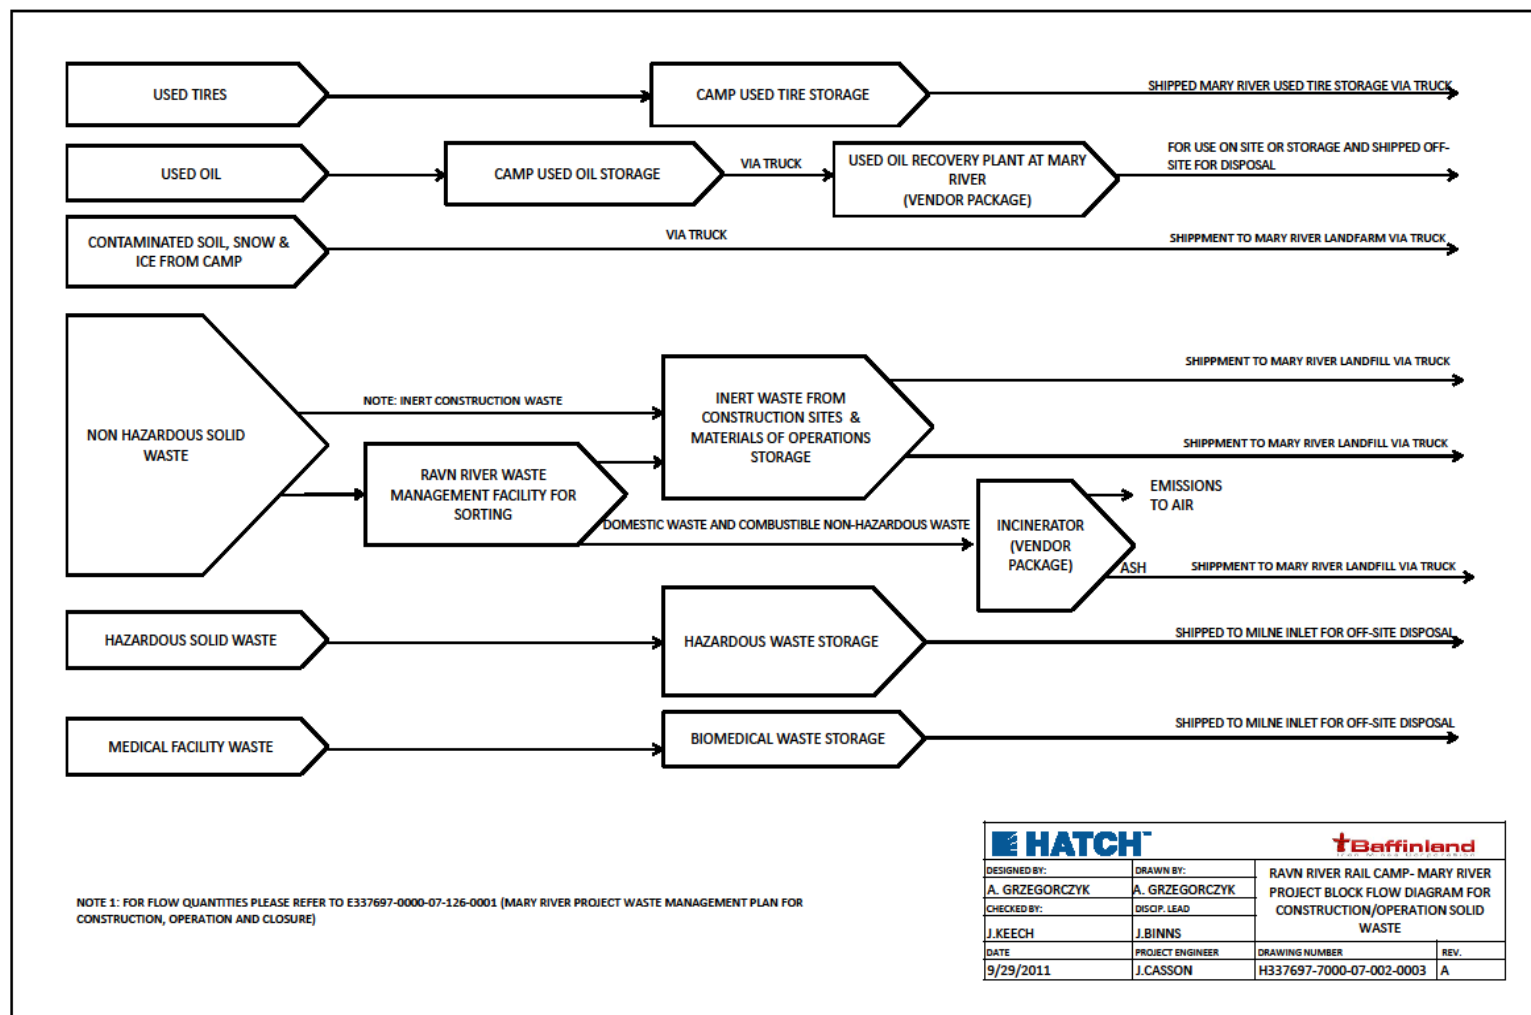 USED TIRES
CAMP USED TIRE STORAGE
SHIPPED MARY RIVER USED TIRE STORAGE VIA TRUCK
USED OIL
CAMP USED OIL STORAGE
VIA TRUCK
USED OIL RECOVERY PLANT AT MARY
RIVER
(VENDOR PACKAGE)
FOR USE ON SITE OR STORAGE AND SHIPPED OFF-
SITE FOR DISPOSAL
CONTAMINATED SOIL, SNOW &
ICE FROM CAMP
VIA TRUCK
SHIPPMENT TO MARY RIVER LANDFARM VIA TRUCK
NON HAZARDOUS SOLID
WASTE
NOTE: INERT CONSTRUCTION WASTE
RAVN RIVER WASTE
MANAGEMENT FACILITY FOR
SORTING
INERT WASTE FROM
CONSTRUCTION SITES &
MATERIALS OF OPERATIONS
STORAGE
SHIPPMENT TO MARY RIVER LANDFILL VIA TRUCK
SHIPPMENT TO MARY RIVER LANDFILL VIA TRUCK
DOMESTIC WASTE AND COMBUSTIBLE NON-HAZARDOUS WASTE
INCINERATOR
(VENDOR
PACKAGE)
EMISSIONS
TO AIR
ASH
SHIPPMENT TO MARY RIVER LANDFILL VIA TRUCK
HAZARDOUS SOLID WASTE
HAZARDOUS WASTE STORAGE
SHIPPED TO MILNE INLET FOR OFF-SITE DISPOSAL
MEDICAL FACILITY WASTE
BIOMEDICAL WASTE STORAGE
SHIPPED TO MILNE INLET FOR OFF-SITE DISPOSAL
NOTE 1: FOR FLOW QUANTITIES PLEASE REFER TO E337697-0000-07-126-0001 (MARY RIVER PROJECT WASTE MANAGEMENT PLAN FOR
CONSTRUCTION, OPERATION AND CLOSURE)
HATCH™
Baffinland
Iron Mines Corporation
DESIGNED BY:
A. GRZEGORCZYK
DRAWN BY:
A. GRZEGORCZYK
CHECKED BY:
J.KEECH
DISCIP. LEAD
J.BINNS
DATE
9/29/2011
PROJECT ENGINEER
J.CASSON
RAVN RIVER RAIL CAMP- MARY RIVER
PROJECT BLOCK FLOW DIAGRAM FOR
CONSTRUCTION/OPERATION SOLID
WASTE
DRAWING NUMBER
H337697-7000-07-002-0003
REV.
A